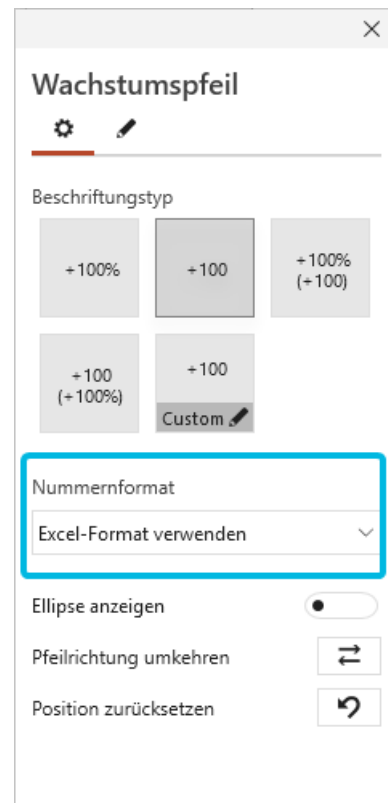 Wachstumspfeil
Beschriftungstyp
+100%
+100
+100%
(+100)
+100
(+100%)
+100
Custom
Nummernformat
Excel-Format verwenden
Ellipse anzeigen
Pfeilrichtung umkehren
Position zurücksetzen